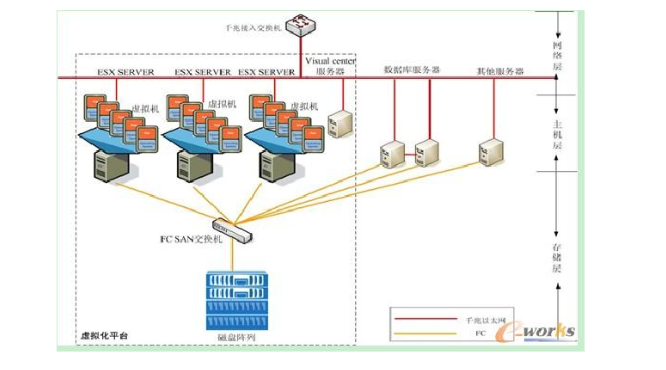 千兆接入交换机
Visual center
服务器
ESX SERVER
ESX SERVER
ESX SERVER
数据库服务器
其他服务器
虚拟机
虚拟机
虚拟机
网络层
主机层
FC SAN交换机
存储层
磁盘阵列
虚拟化平台
千兆以太网
FC
e-works